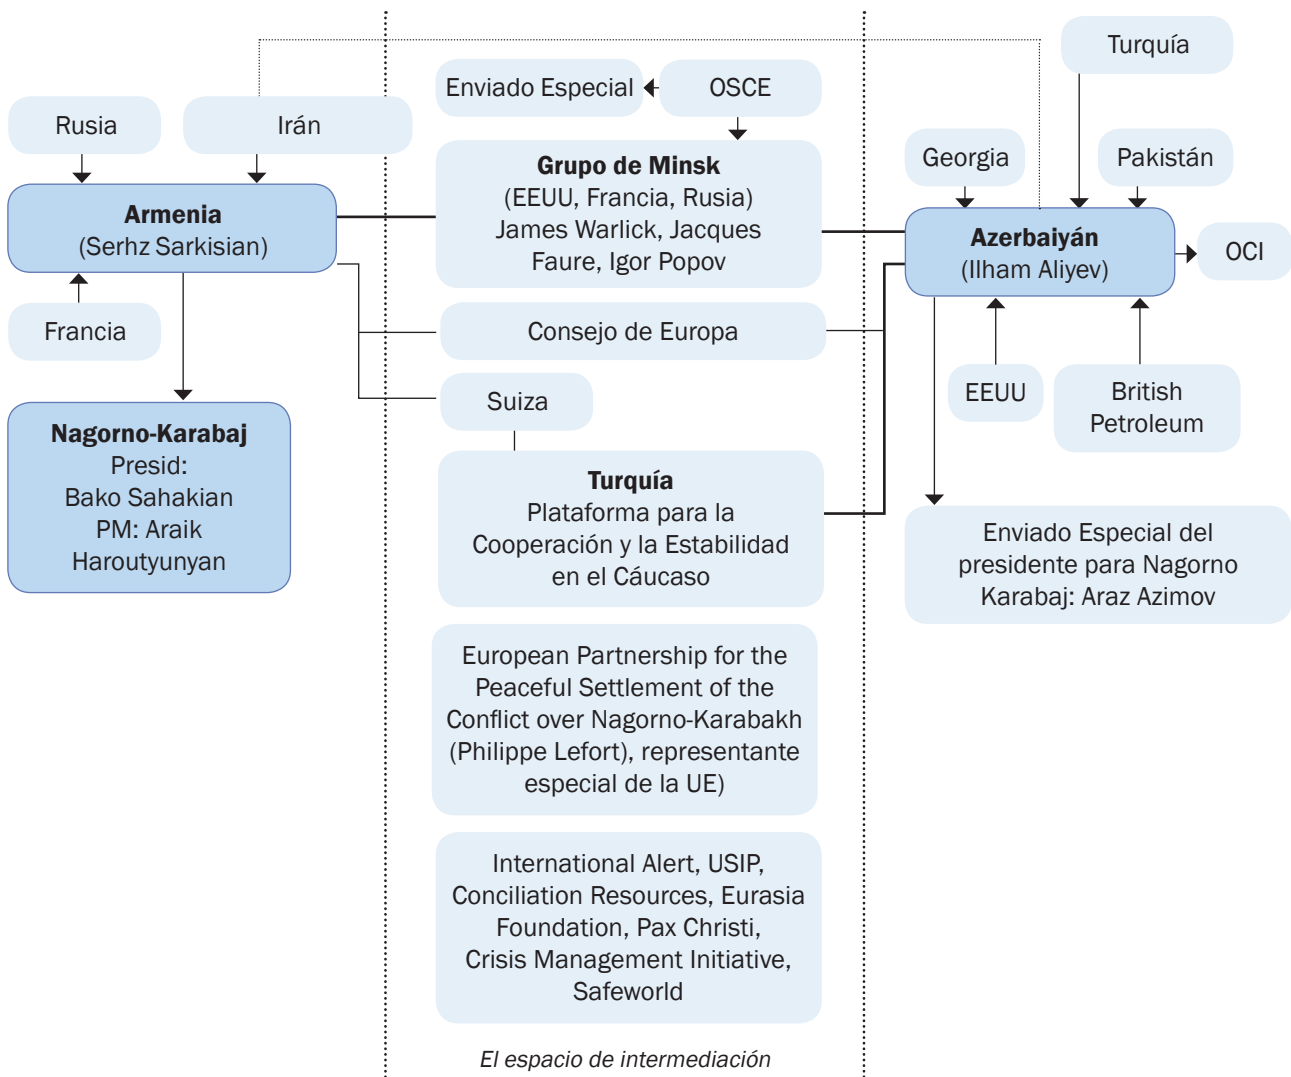 Rusia
Irán
Armenia
(Serhz Sarkisian)
Francia
Nagorno-Karabaj
Presid:
Bako Sahakian
PM: Araik
Haroutyunyan
Enviado Especial
OSCE
Grupo de Minsk
(EEUU, Francia, Rusia)
James Warlick, Jacques
Faure, Igor Popov
Consejo de Europa
Suiza
Turquía
Plataforma para la
Cooperación y la Estabilidad
en el Cáucaso
European Partnership for the
Peaceful Settlement of the
Conflict over Nagorno-Karabakh
(Philippe Lefort), representante
especial de la UE)
International Alert, USIP,
Conciliation Resources, Eurasia
Foundation, Pax Christi,
Crisis Management Initiative,
Safeworld
El espacio de intermediación
Turquía
Georgia
Pakistán
Azerbaiyán
(Ilham Aliyev)
OCI
EEUU
British
Petroleum
Enviado Especial del
presidente para Nagorno
Karabaj: Araz Azimov